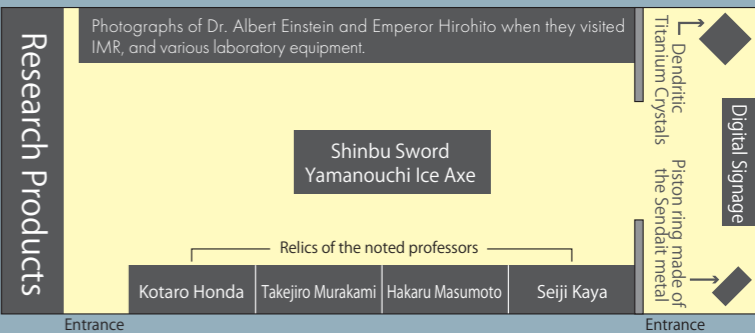 Research Products
Photographs of Dr. Albert Einstein and Emperor Hirohito when they visited
IMR, and various laboratory equipment.
Dendritic
Titanium Crystals
Digital Signage
Shinbu Sword
Yamanouchi Ice Axe
Piston ring made of
the Sendait metal
Relics of the noted professors
Kotaro Honda
Takejiro Murakami
Hakaru Masumoto
Seiji Kaya
Entrance
Entrance